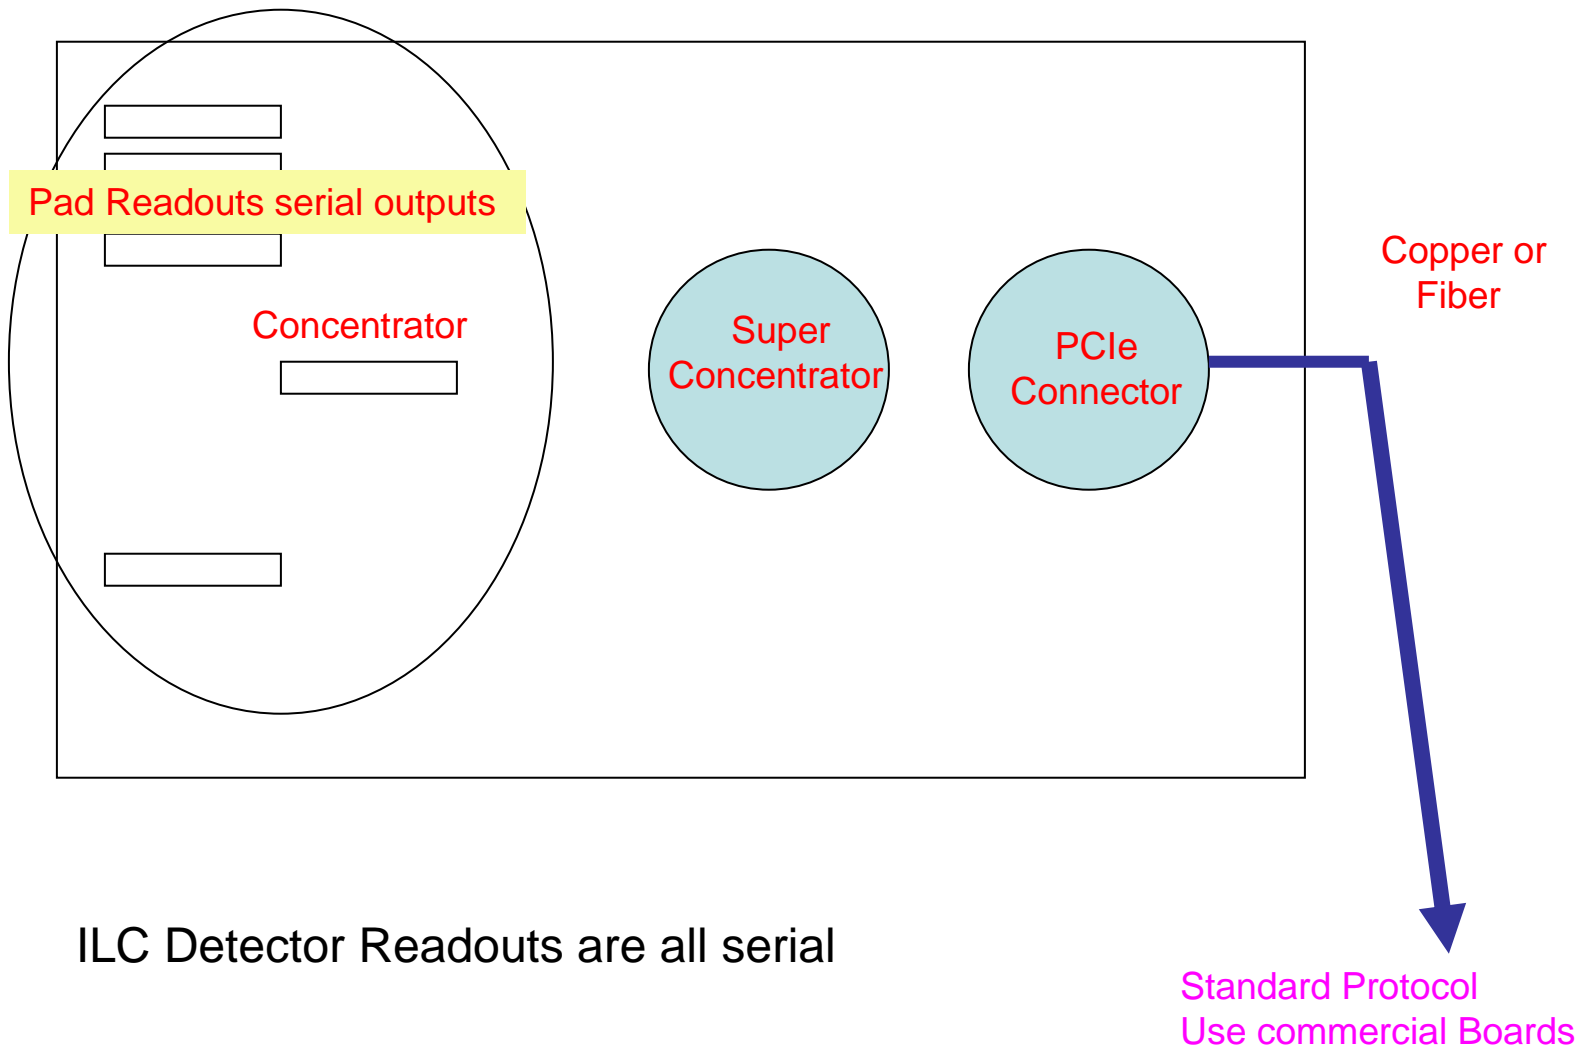 Pad Readouts serial outputs
Concentrator
Super
Concentrator
PCIe
Connector
Copper or
Fiber
ILC Detector Readouts are all serial
Standard Protocol
Use commercial Boards